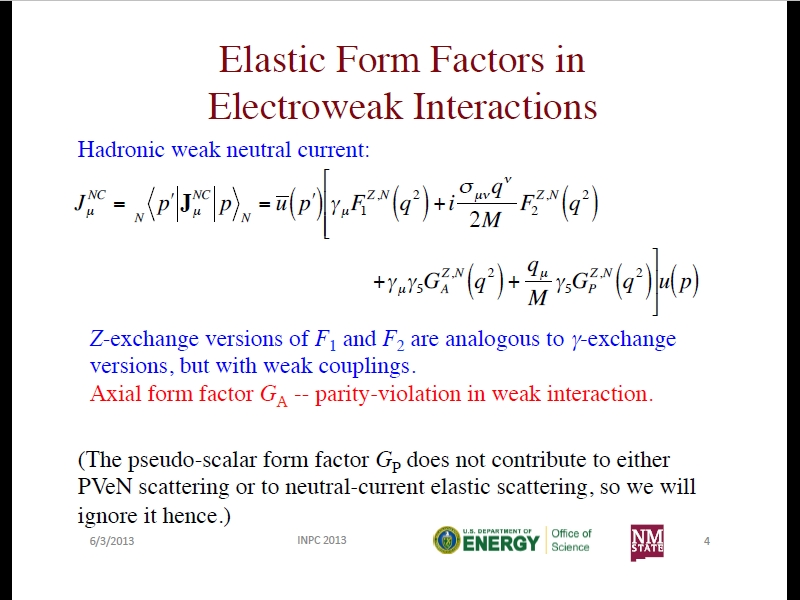 Elastic Form Factors in
Electroweak Interactions
Hadronic weak neutral current:
J_μ^{NC} = _N⟨p′|𝐉_μ^{NC}|p⟩_N = u̅(p′)[γ_μ F_1^{Z,N}(q²) + i σ_{μν}q^ν / 2M F_2^{Z,N}(q²)
+ γ_μ γ_5 G_A^{Z,N}(q²) + q_μ / M γ_5 G_P^{Z,N}(q²)]u(p)
Z-exchange versions of F₁ and F₂ are analogous to γ-exchange
versions, but with weak couplings.
Axial form factor G_A -- parity-violation in weak interaction.
(The pseudo-scalar form factor G_P does not contribute to either
PVeN scattering or to neutral-current elastic scattering, so we will
ignore it hence.)
6/3/2013
INPC 2013
U.S. DEPARTMENT OF
ENERGY
Office of
Science
NM
STATE
4